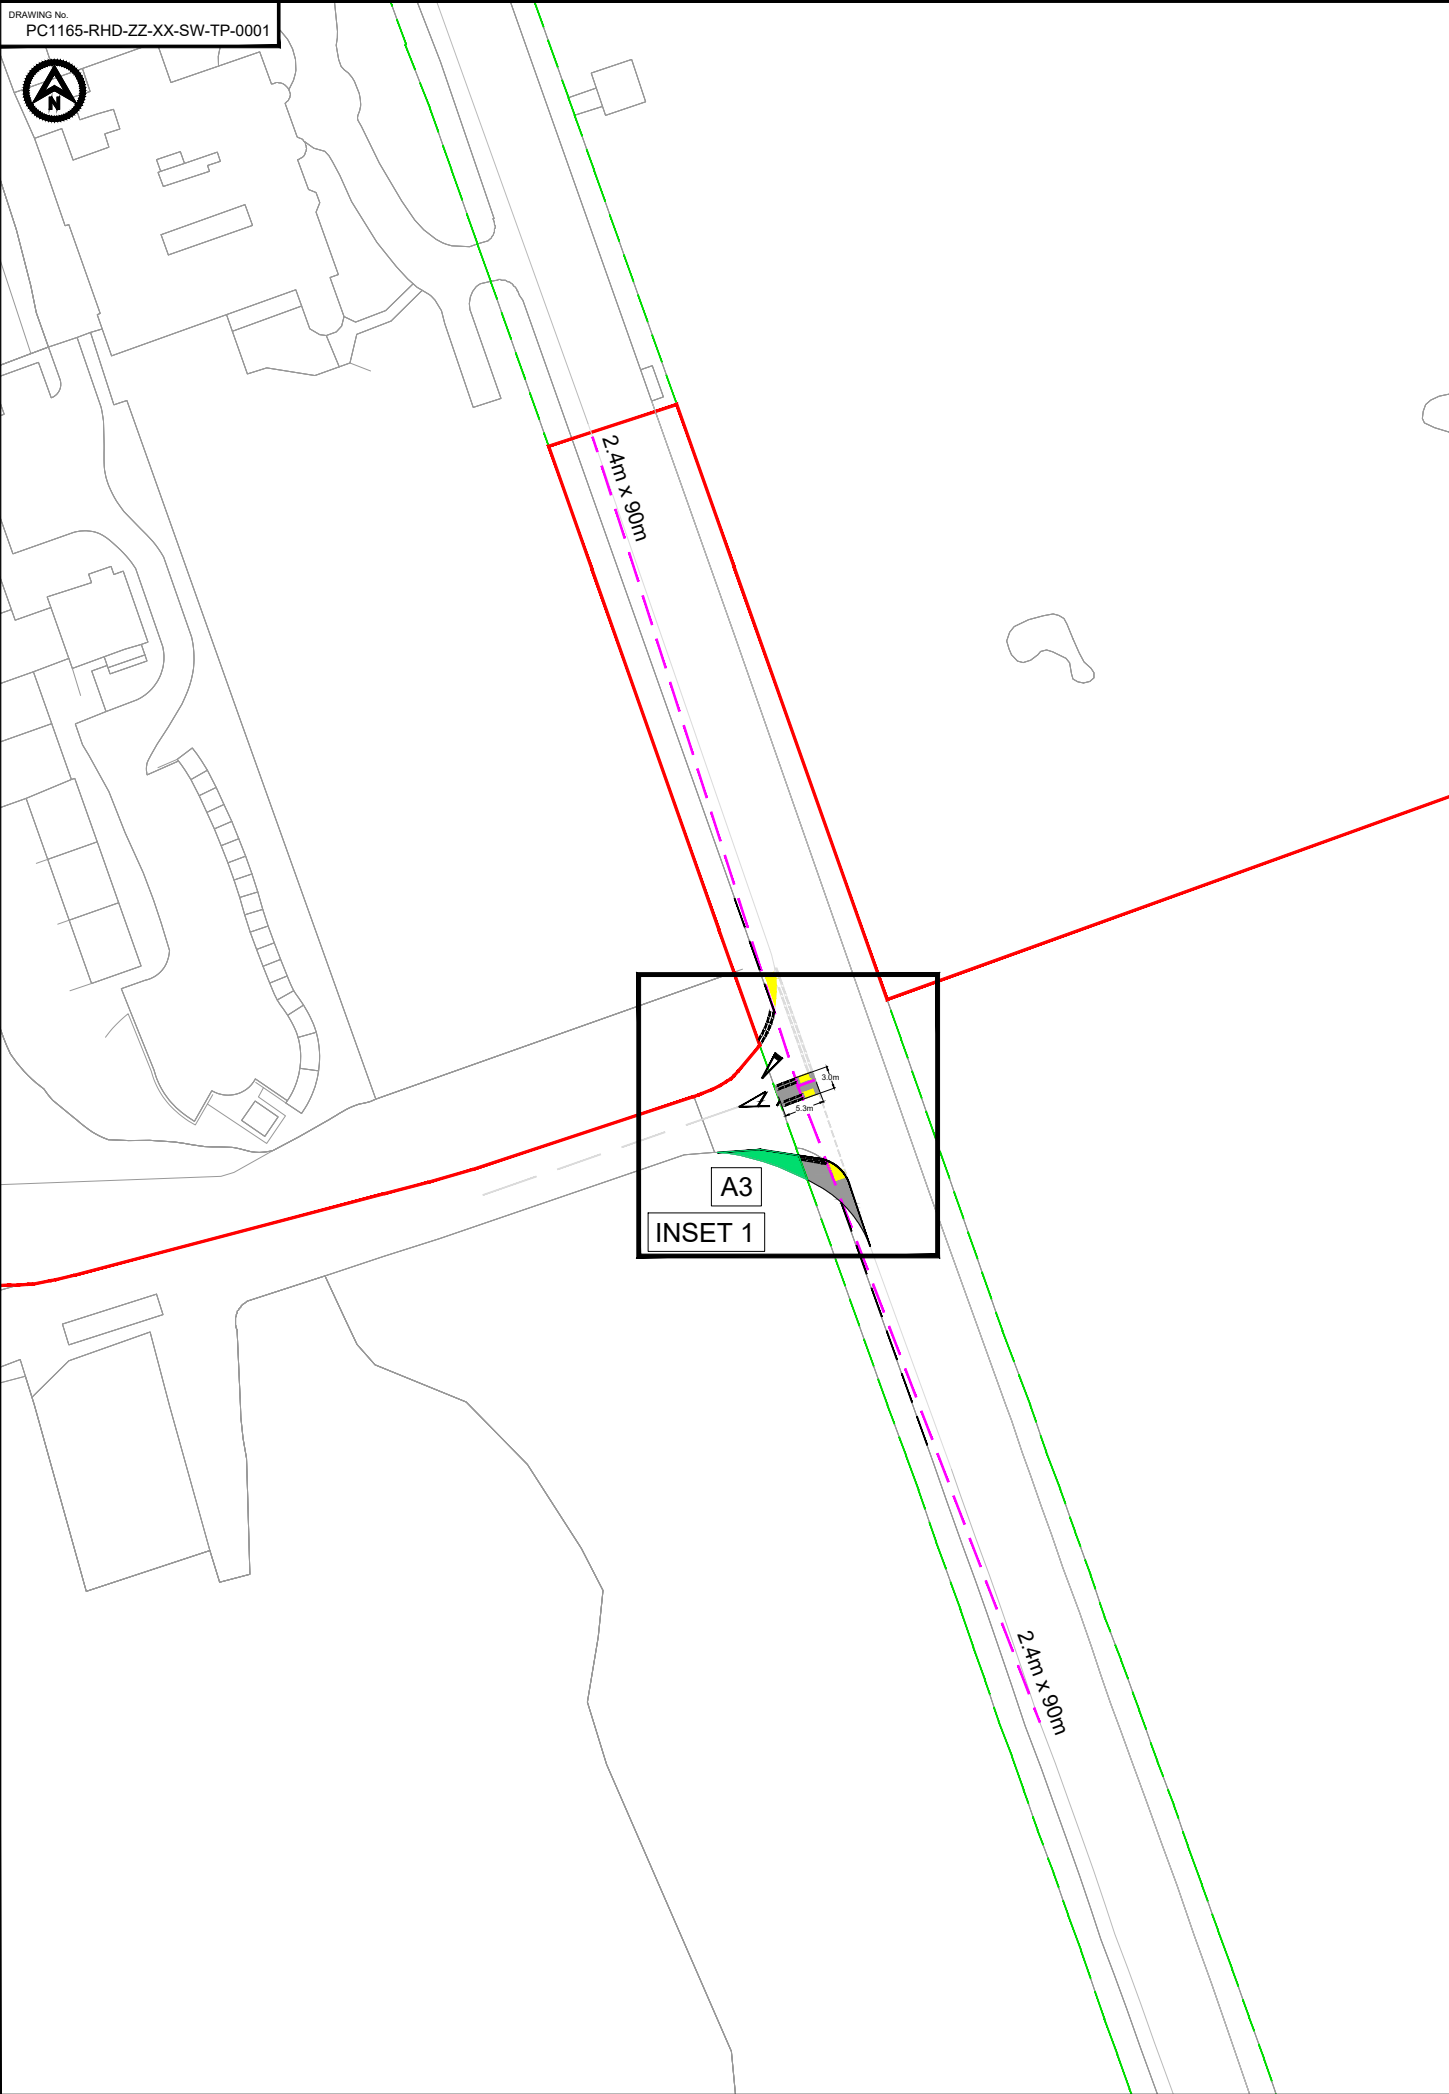 DRAWING No.
PC1165-RHD-ZZ-XX-SW-TP-0001
N
2.4m x 90m
3.0m
5.3m
A3
INSET 1
2.4m x 90m